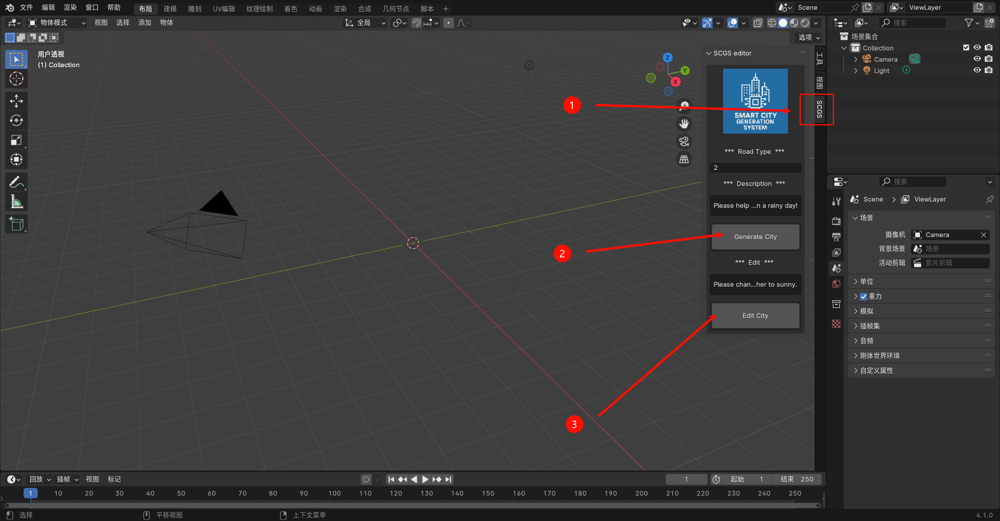 文件 编辑 渲染 窗口 帮助 布局 建模 雕刻 UV编辑 纹理绘制 着色 动画 渲染 合成 几何节点 脚本 + Scene ViewLayer
物体模式 视图 选择 添加 物体 全局 搜索
选项
用户透视
(1) Collection
SCGS editor
工具
视图
SCGS
Z
Y
X
SMART CITY
GENERATION
SYSTEM
*** Road Type ***
2
*** Description ***
Please help ...n a rainy day!
Generate City
*** Edit ***
Please chan...her to sunny.
Edit City
1
2
3
场景集合
Collection
Camera
Light
搜索
Scene ViewLayer
场景
摄像机 Camera
背景场景 场景
活动剪辑 影片剪辑
单位
重力
模拟
插帧集
音频
刚体世界环境
自定义属性
回放 插帧 视图 标记 1 起始 1 结束 250
1 10 20 30 40 50 60 70 80 90 100 110 120 130 140 150 160 170 180 190 200 210 220 230 240 250
选择 平移视图 上下文菜单 4.1.0